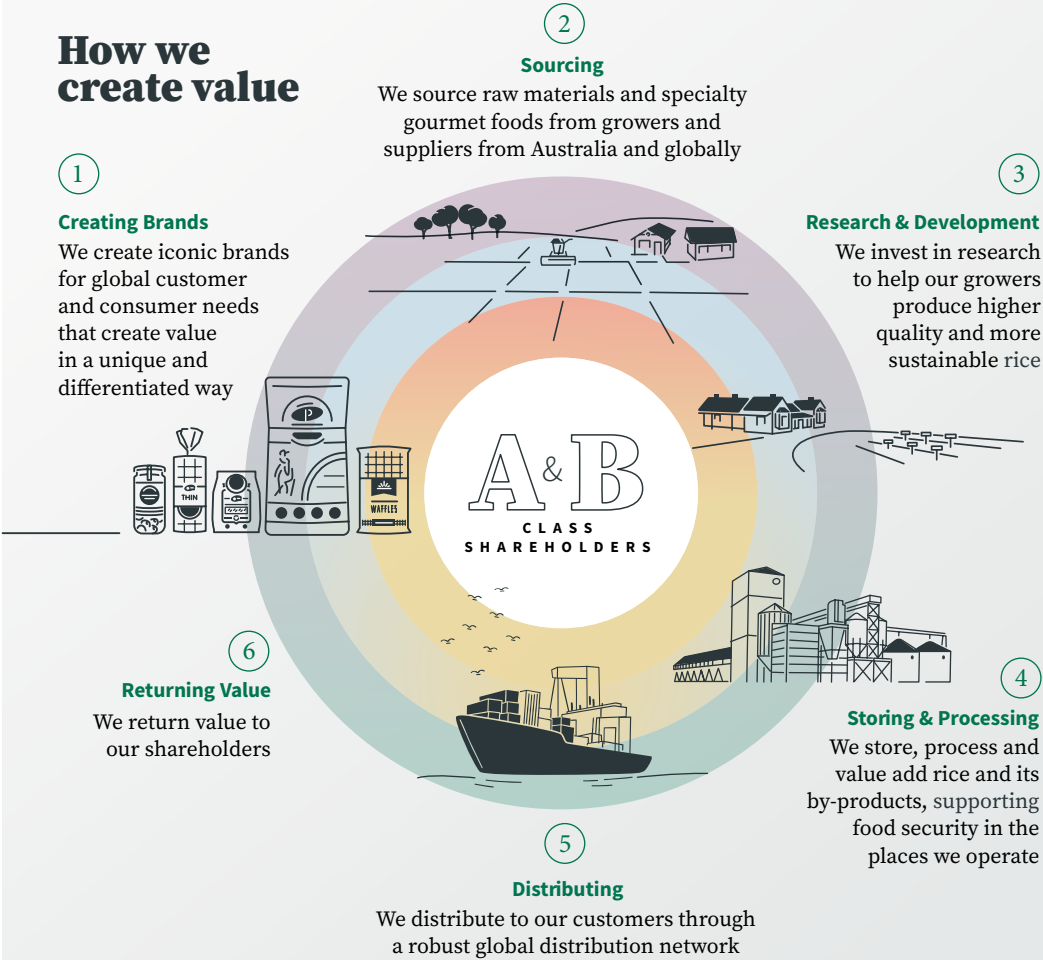 How we
create value
1
Creating Brands
We create iconic brands
for global customer
and consumer needs
that create value
in a unique and
differentiated way
2
Sourcing
We source raw materials and specialty
gourmet foods from growers and
suppliers from Australia and globally
3
Research & Development
We invest in research
to help our growers
produce higher
quality and more
sustainable rice
P
THIN
WAFFLES
A&B
CLASS
SHAREHOLDERS
4
Storing & Processing
We store, process and
value add rice and its
by-products, supporting
food security in the
places we operate
5
Distributing
We distribute to our customers through
a robust global distribution network
6
Returning Value
We return value to
our shareholders